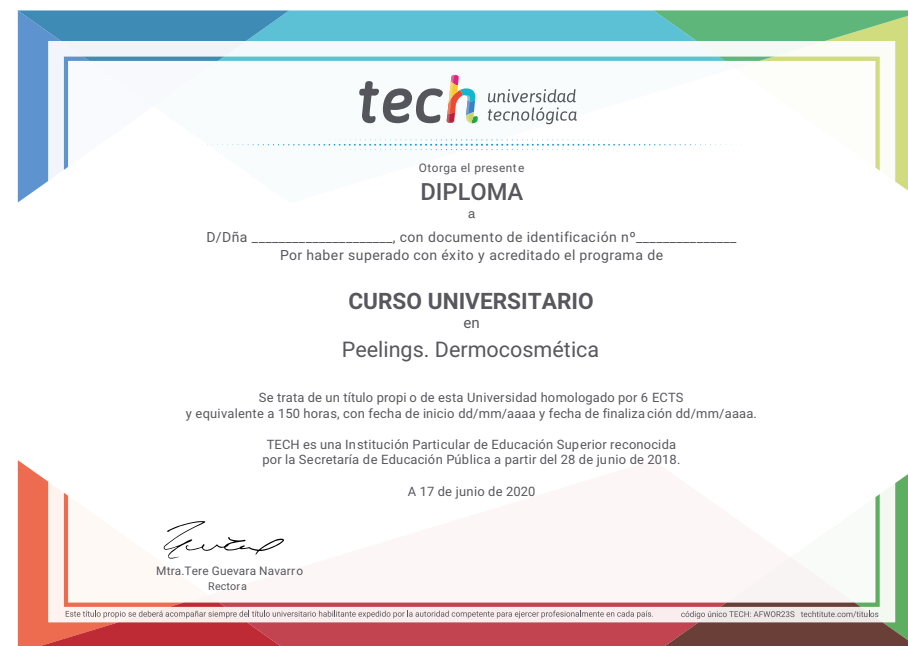 tech universidad
tecnológica
Otorga el presente
DIPLOMA
a
D/Dña _____________________, con documento de identificación nº_______________
Por haber superado con éxito y acreditado el programa de
CURSO UNIVERSITARIO
en
Peelings. Dermocosmética
Se trata de un título propio de esta Universidad homologado por 6 ECTS
y equivalente a 150 horas, con fecha de inicio dd/mm/aaaa y fecha de finalización dd/mm/aaaa.
TECH es una Institución Particular de Educación Superior reconocida
por la Secretaría de Educación Pública a partir del 28 de junio de 2018.
A 17 de junio de 2020
Mtra.Tere Guevara Navarro
Rectora
Este título propio se deberá acompañar siempre del título universitario habilitante expedido por la autoridad competente para ejercer profesionalmente en cada país. código único TECH: AFWOR23S techtitute.com/titulos